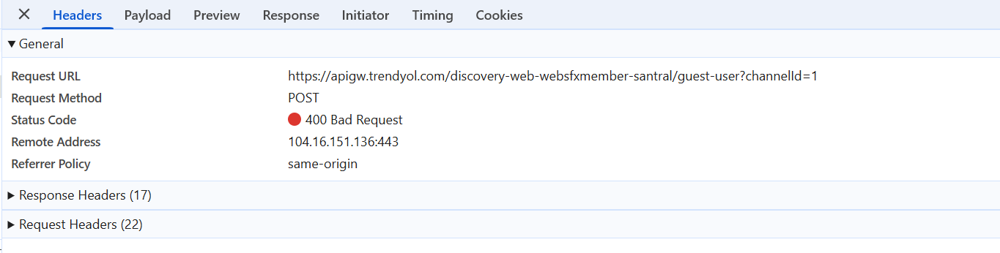 Headers Payload Preview Response Initiator Timing Cookies
General
Request URL https://apigw.trendyol.com/discovery-web-websfxmember-santral/guest-user?channelId=1
Request Method POST
Status Code 400 Bad Request
Remote Address 104.16.151.136:443
Referrer Policy same-origin
Response Headers (17)
Request Headers (22)